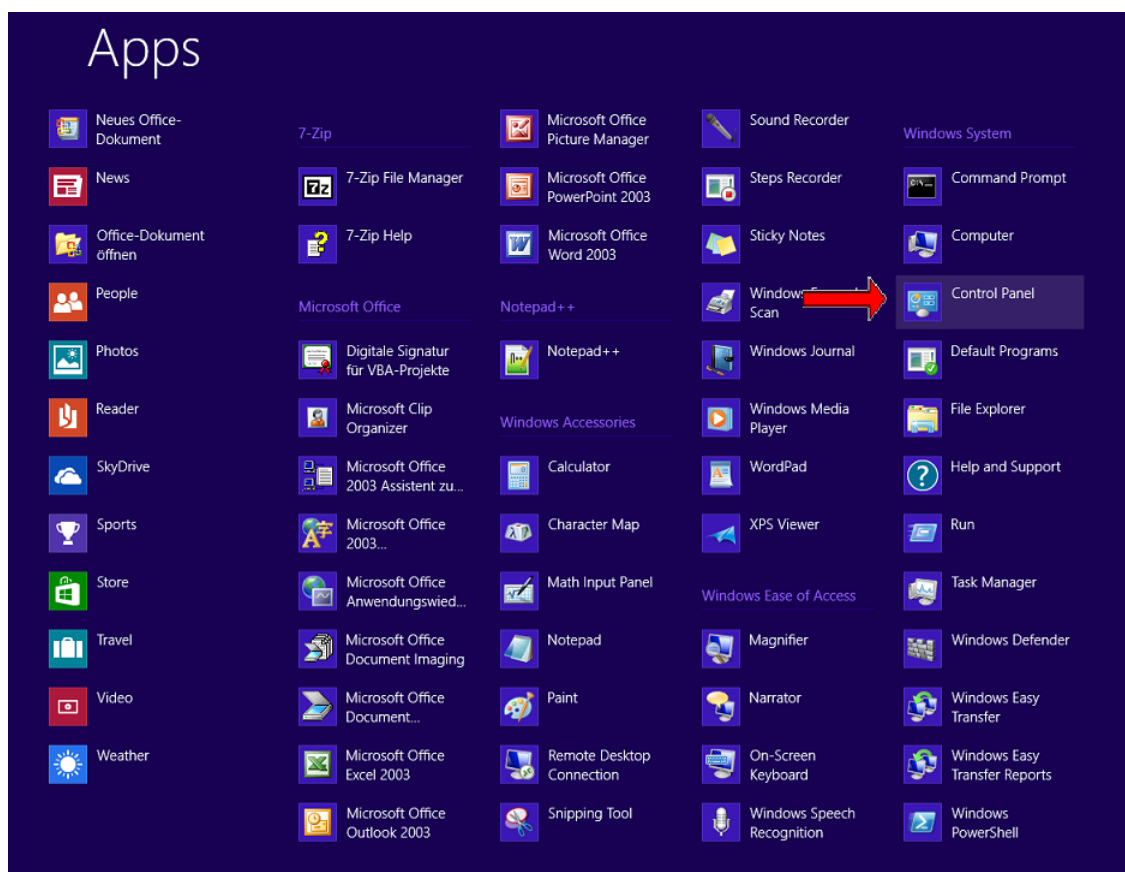 Apps
Neues Office-
Dokument
News
Office-Dokument
öffnen
People
Photos
Reader
SkyDrive
Sports
Store
Travel
Video
Weather
7-Zip
7-Zip File Manager
7-Zip Help
Microsoft Office
Digitale Signatur
für VBA-Projekte
Microsoft Clip
Organizer
Microsoft Office
2003 Assistent zu...
Microsoft Office
2003...
Microsoft Office
Anwendungswied...
Microsoft Office
Document Imaging
Microsoft Office
Document...
Microsoft Office
Excel 2003
Microsoft Office
Outlook 2003
Microsoft Office
Picture Manager
Microsoft Office
PowerPoint 2003
Microsoft Office
Word 2003
Notepad++
Notepad++
Windows Accessories
Calculator
Character Map
Math Input Panel
Notepad
Paint
Remote Desktop
Connection
Snipping Tool
Sound Recorder
Steps Recorder
Sticky Notes
Windows
Scan
Windows Journal
Windows Media
Player
WordPad
XPS Viewer
Windows Ease of Access
Magnifier
Narrator
On-Screen
Keyboard
Windows Speech
Recognition
Windows System
Command Prompt
Computer
Control Panel
Default Programs
File Explorer
Help and Support
Run
Task Manager
Windows Defender
Windows Easy
Transfer
Windows Easy
Transfer Reports
Windows
PowerShell